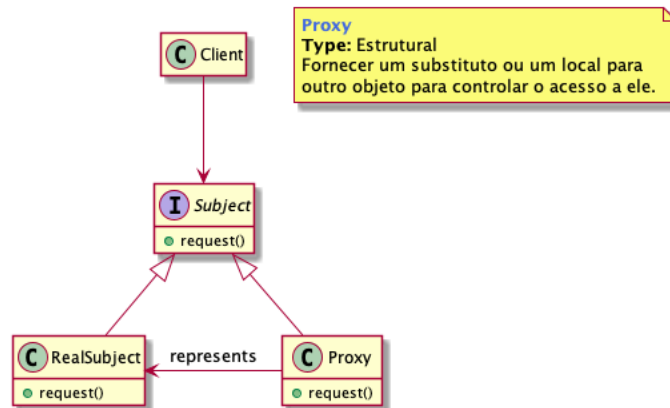 Proxy
Type: Estrutural
Fornecer um substituto ou um local para
outro objeto para controlar o acesso a ele.
C Client
I Subject
request()
C RealSubject
request()
represents
C Proxy
request()